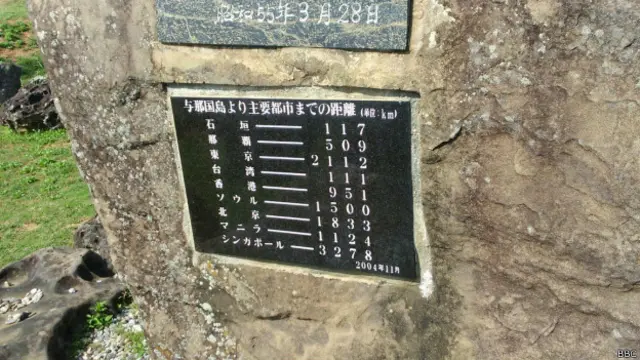 昭和55年3月28日
与那国島より主要都市までの距離 (単位:km)
石垣 ― 117
那覇 ― 509
東京 ― 2112
台湾 ― 111
香港 ― 951
ソウル ― 1500
北京 ― 1833
マニラ ― 1124
シンガポール ― 3278
2004年11月
BBC